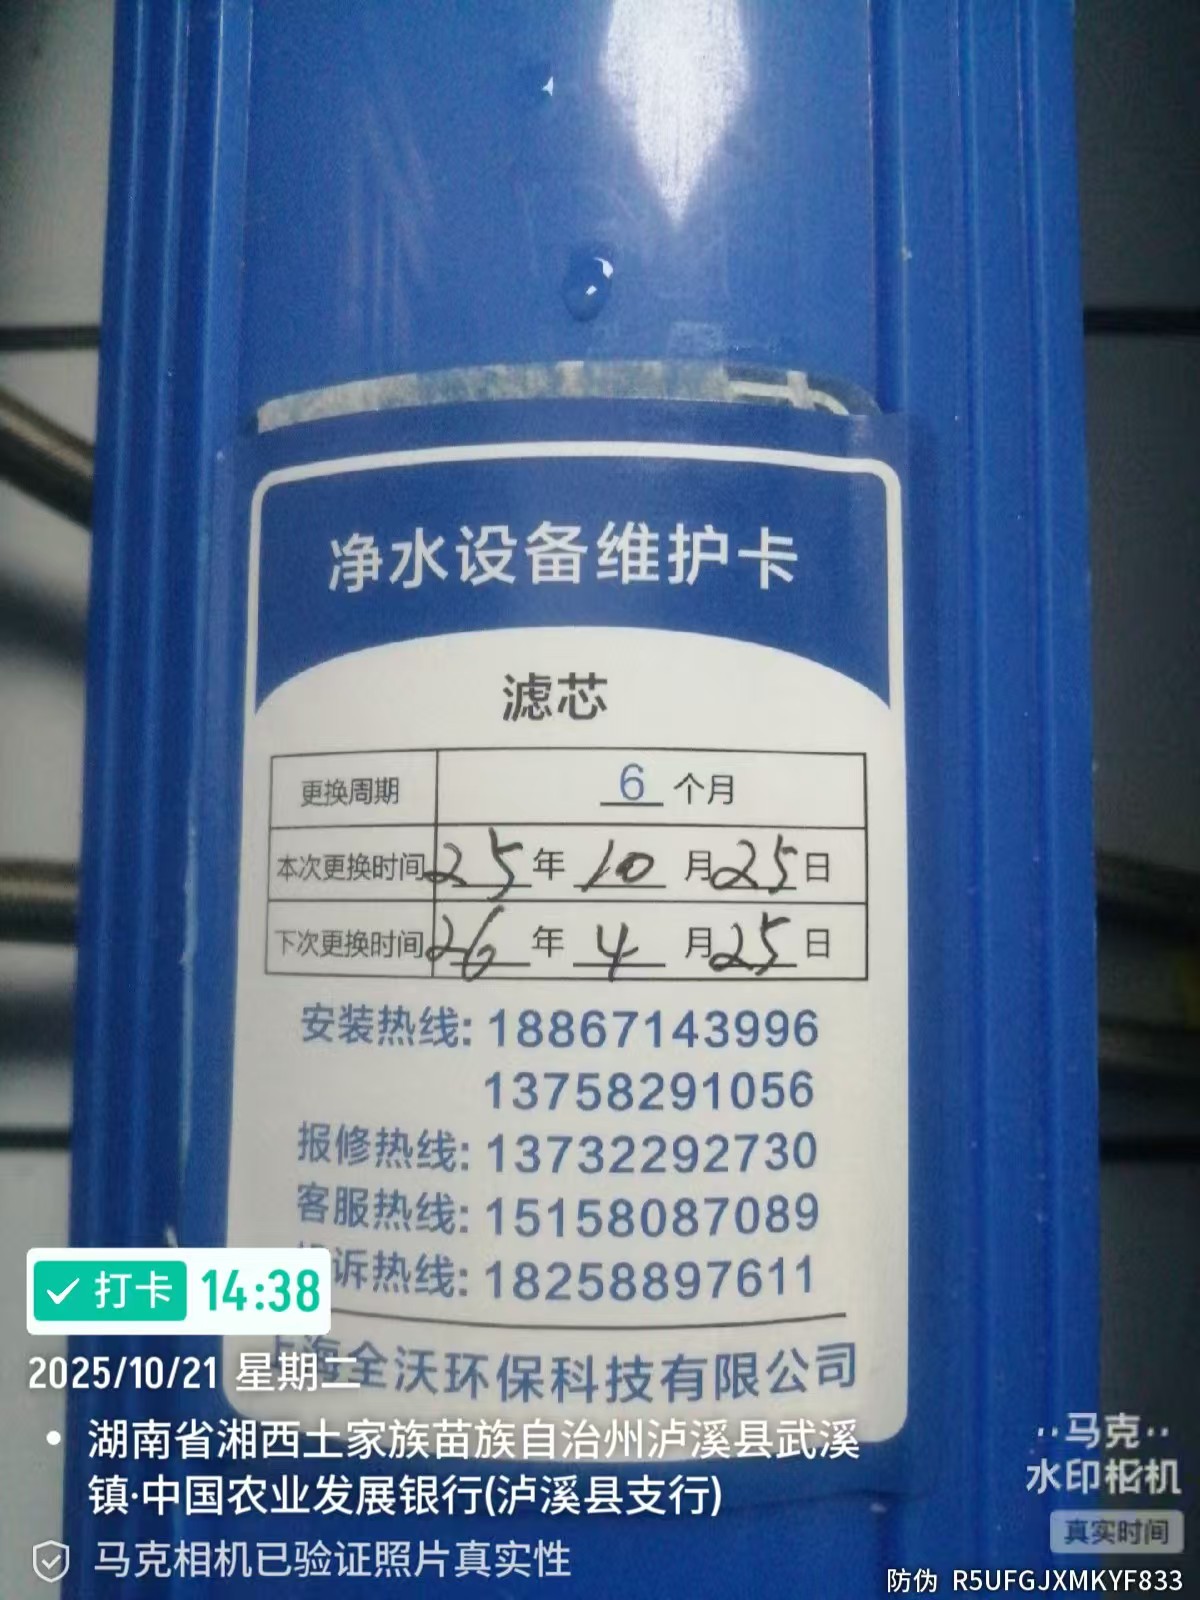 净水设备维护卡
滤芯
更换周期 6 个月
本次更换时间 25 年 10 月 25 日
下次更换时间 26 年 4 月 25 日
安装热线: 18867143996
13758291056
报修热线: 13732292730
客服热线: 15158087089
诉热线: 18258897611
海全沃环保科技有限公司
打卡 14:38
2025/10/21 星期二
湖南省湘西土家族苗族自治州泸溪县武溪
镇·中国农业发展银行(泸溪县支行)
马克相机已验证照片真实性
马克
水印相机
真实时间
防伪 R5UFGJXMKYF833